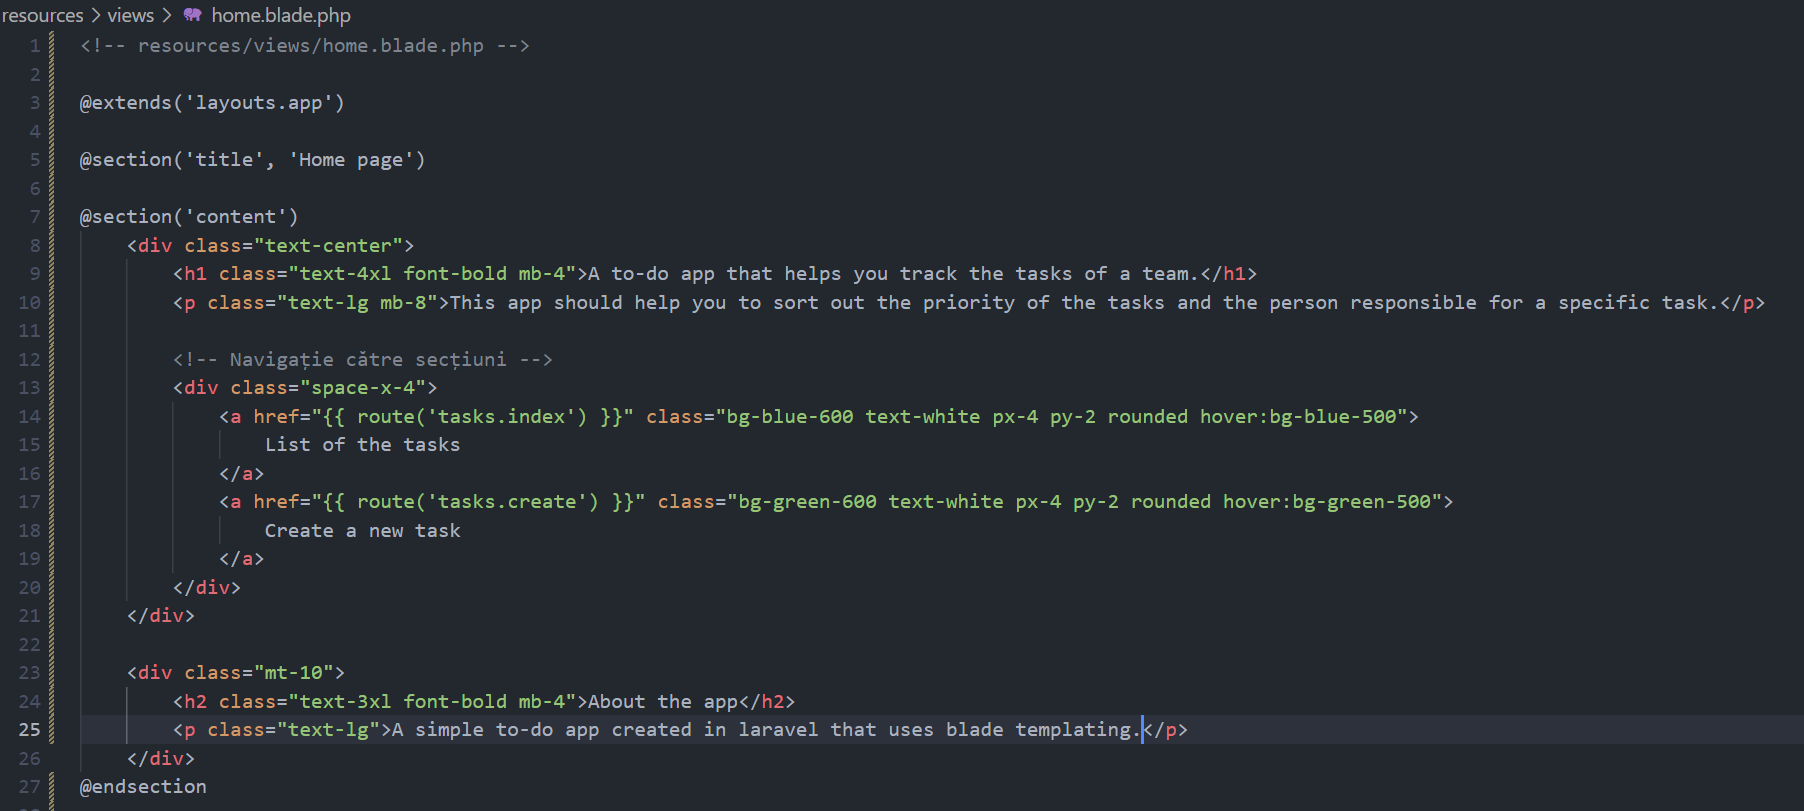 resources > views > home.blade.php
1 <!-- resources/views/home.blade.php -->
2
3 @extends('layouts.app')
4
5 @section('title', 'Home page')
6
7 @section('content')
8     <div class="text-center">
9         <h1 class="text-4xl font-bold mb-4">A to-do app that helps you track the tasks of a team.</h1>
10         <p class="text-lg mb-8">This app should help you to sort out the priority of the tasks and the person responsible for a specific task.</p>
11
12         <!-- Navigație către secțiuni -->
13         <div class="space-x-4">
14             <a href="{{ route('tasks.index') }}" class="bg-blue-600 text-white px-4 py-2 rounded hover:bg-blue-500">
15                 List of the tasks
16             </a>
17             <a href="{{ route('tasks.create') }}" class="bg-green-600 text-white px-4 py-2 rounded hover:bg-green-500">
18                 Create a new task
19             </a>
20         </div>
21     </div>
22
23     <div class="mt-10">
24         <h2 class="text-3xl font-bold mb-4">About the app</h2>
25         <p class="text-lg">A simple to-do app created in laravel that uses blade templating.</p>
26     </div>
27 @endsection